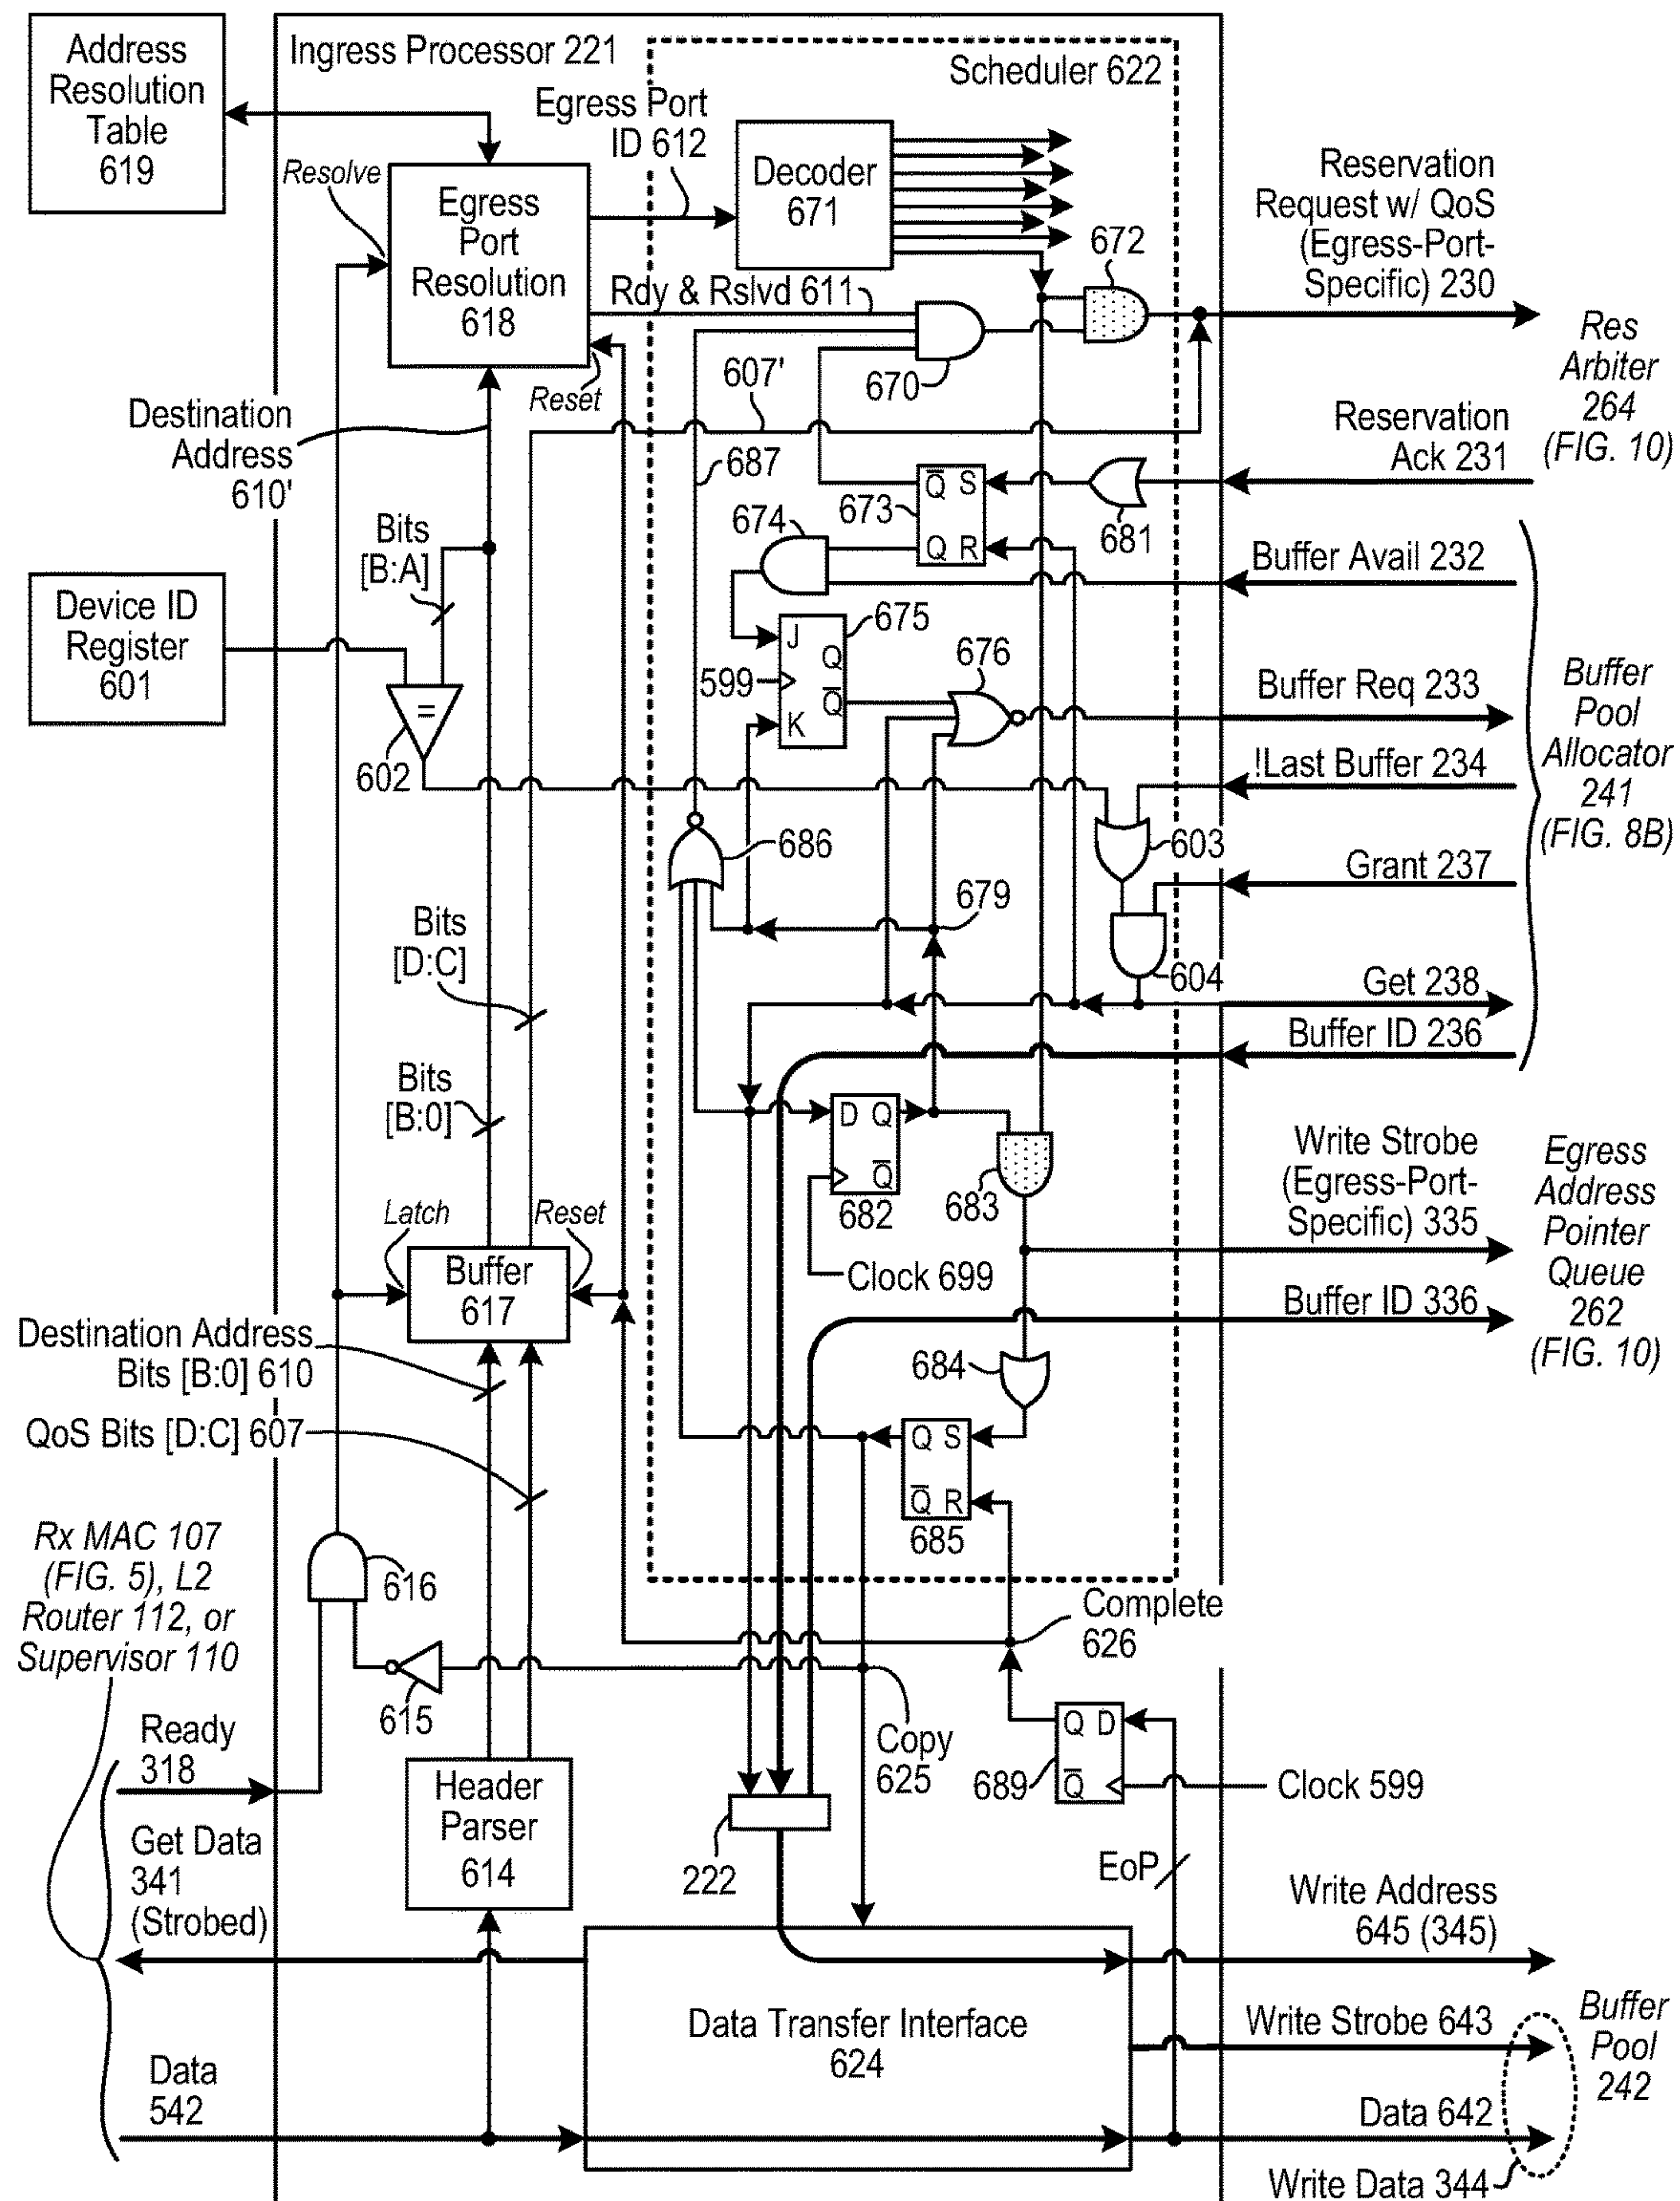 Address
Resolution
Table
619
Ingress Processor 221
Scheduler 622
Egress Port
ID 612
Resolve
Egress
Port
Resolution
618
Decoder
671
Reservation
Request w/ QoS
(Egress-Port-
Specific) 230
672
Rdy & Rslvd 611
Res
Arbiter
264
(FIG. 10)
Reset
607'
670
Destination
Address
610'
687
Reservation
Ack 231
Q S
673
Q R
681
674
Bits
[B:A]
Buffer Avail 232
Device ID
Register
601
J
Q
675
599
Q
K
676
Buffer Req 233
Buffer
Pool
Allocator
241
(FIG. 8B)
=
602
!Last Buffer 234
686
603
Grant 237
679
Bits
[D:C]
604
Get 238
Buffer ID 236
Bits
[B:0]
D Q
Q
682
683
Write Strobe
(Egress-Port-
Specific) 335
Egress
Address
Pointer
Queue
262
(FIG. 10)
Latch
Reset
Buffer
617
Clock 699
Buffer ID 336
Destination Address
Bits [B:0] 610
684
QoS Bits [D:C] 607
Q S
Q R
685
Rx MAC 107
(FIG. 5), L2
Router 112, or
Supervisor 110
616
Complete
626
615
Ready
318
Copy
625
Q D
Q
689
Clock 599
Header
Parser
614
Get Data
341
(Strobed)
222
EoP
Write Address
645 (345)
Data Transfer Interface
624
Write Strobe 643
Buffer
Pool
242
Data
542
Data 642
Write Data 344